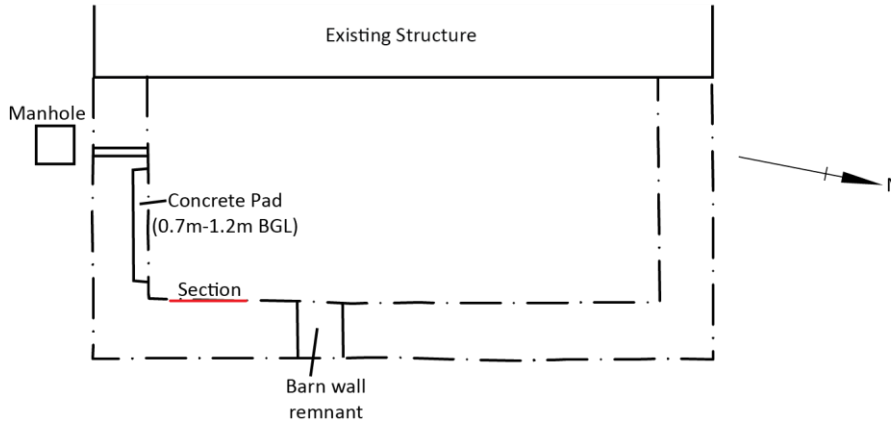 Existing Structure
Manhole
Concrete Pad
(0.7m-1.2m BGL)
N
Section
Barn wall
remnant